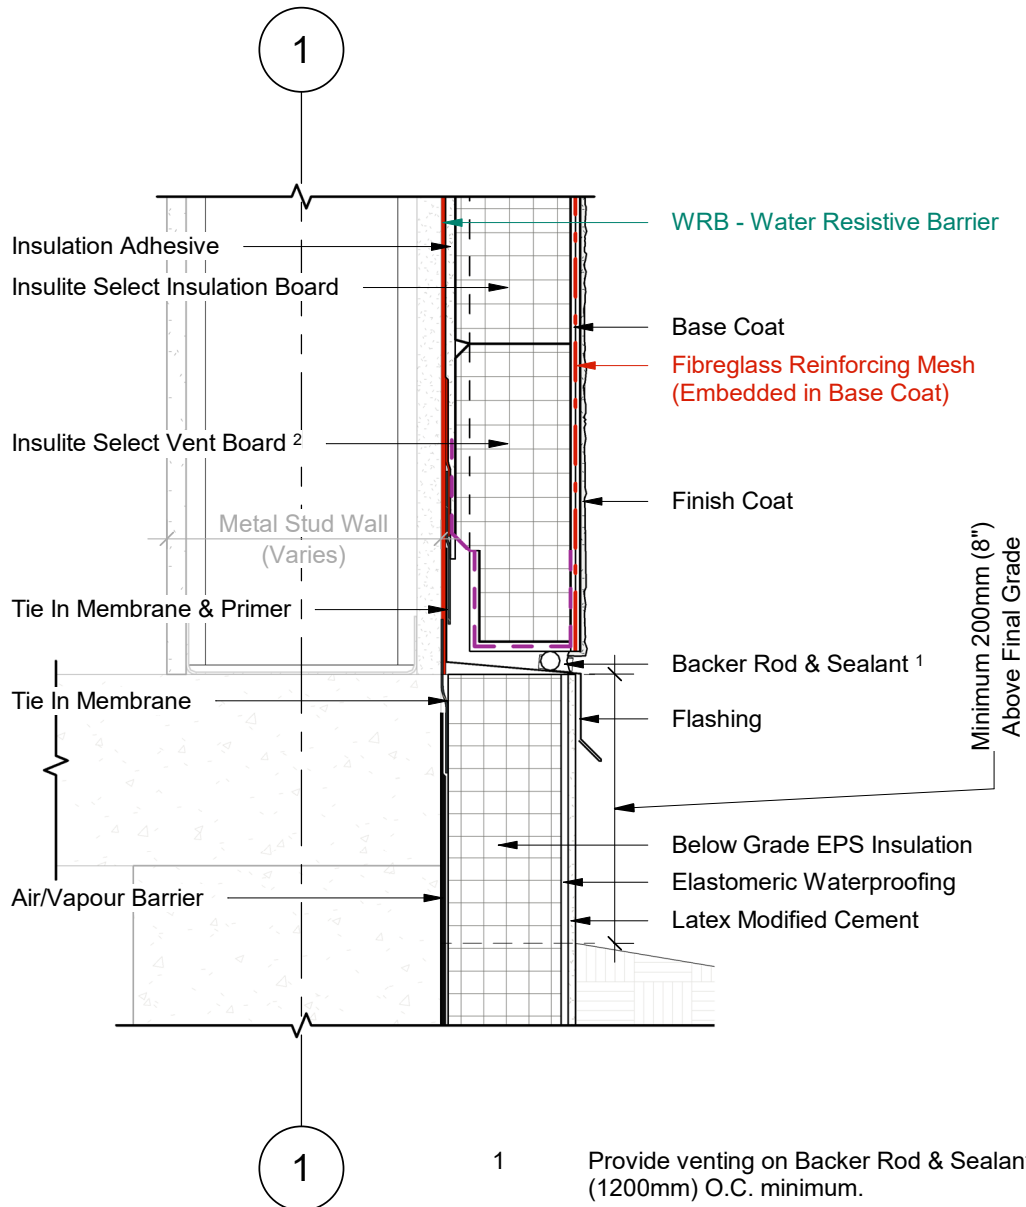 1
WRB - Water Resistive Barrier
Insulation Adhesive
Insulite Select Insulation Board
Base Coat
Fibreglass Reinforcing Mesh
(Embedded in Base Coat)
Insulite Select Vent Board 2
Finish Coat
Metal Stud Wall
(Varies)
Minimum 200mm (8")
Above Final Grade
Tie In Membrane & Primer
Backer Rod & Sealant 1
Tie In Membrane
Flashing
Below Grade EPS Insulation
Elastomeric Waterproofing
Air/Vapour Barrier
Latex Modified Cement
1
1 Provide venting on Backer Rod & Sealant
(1200mm) O.C. minimum.